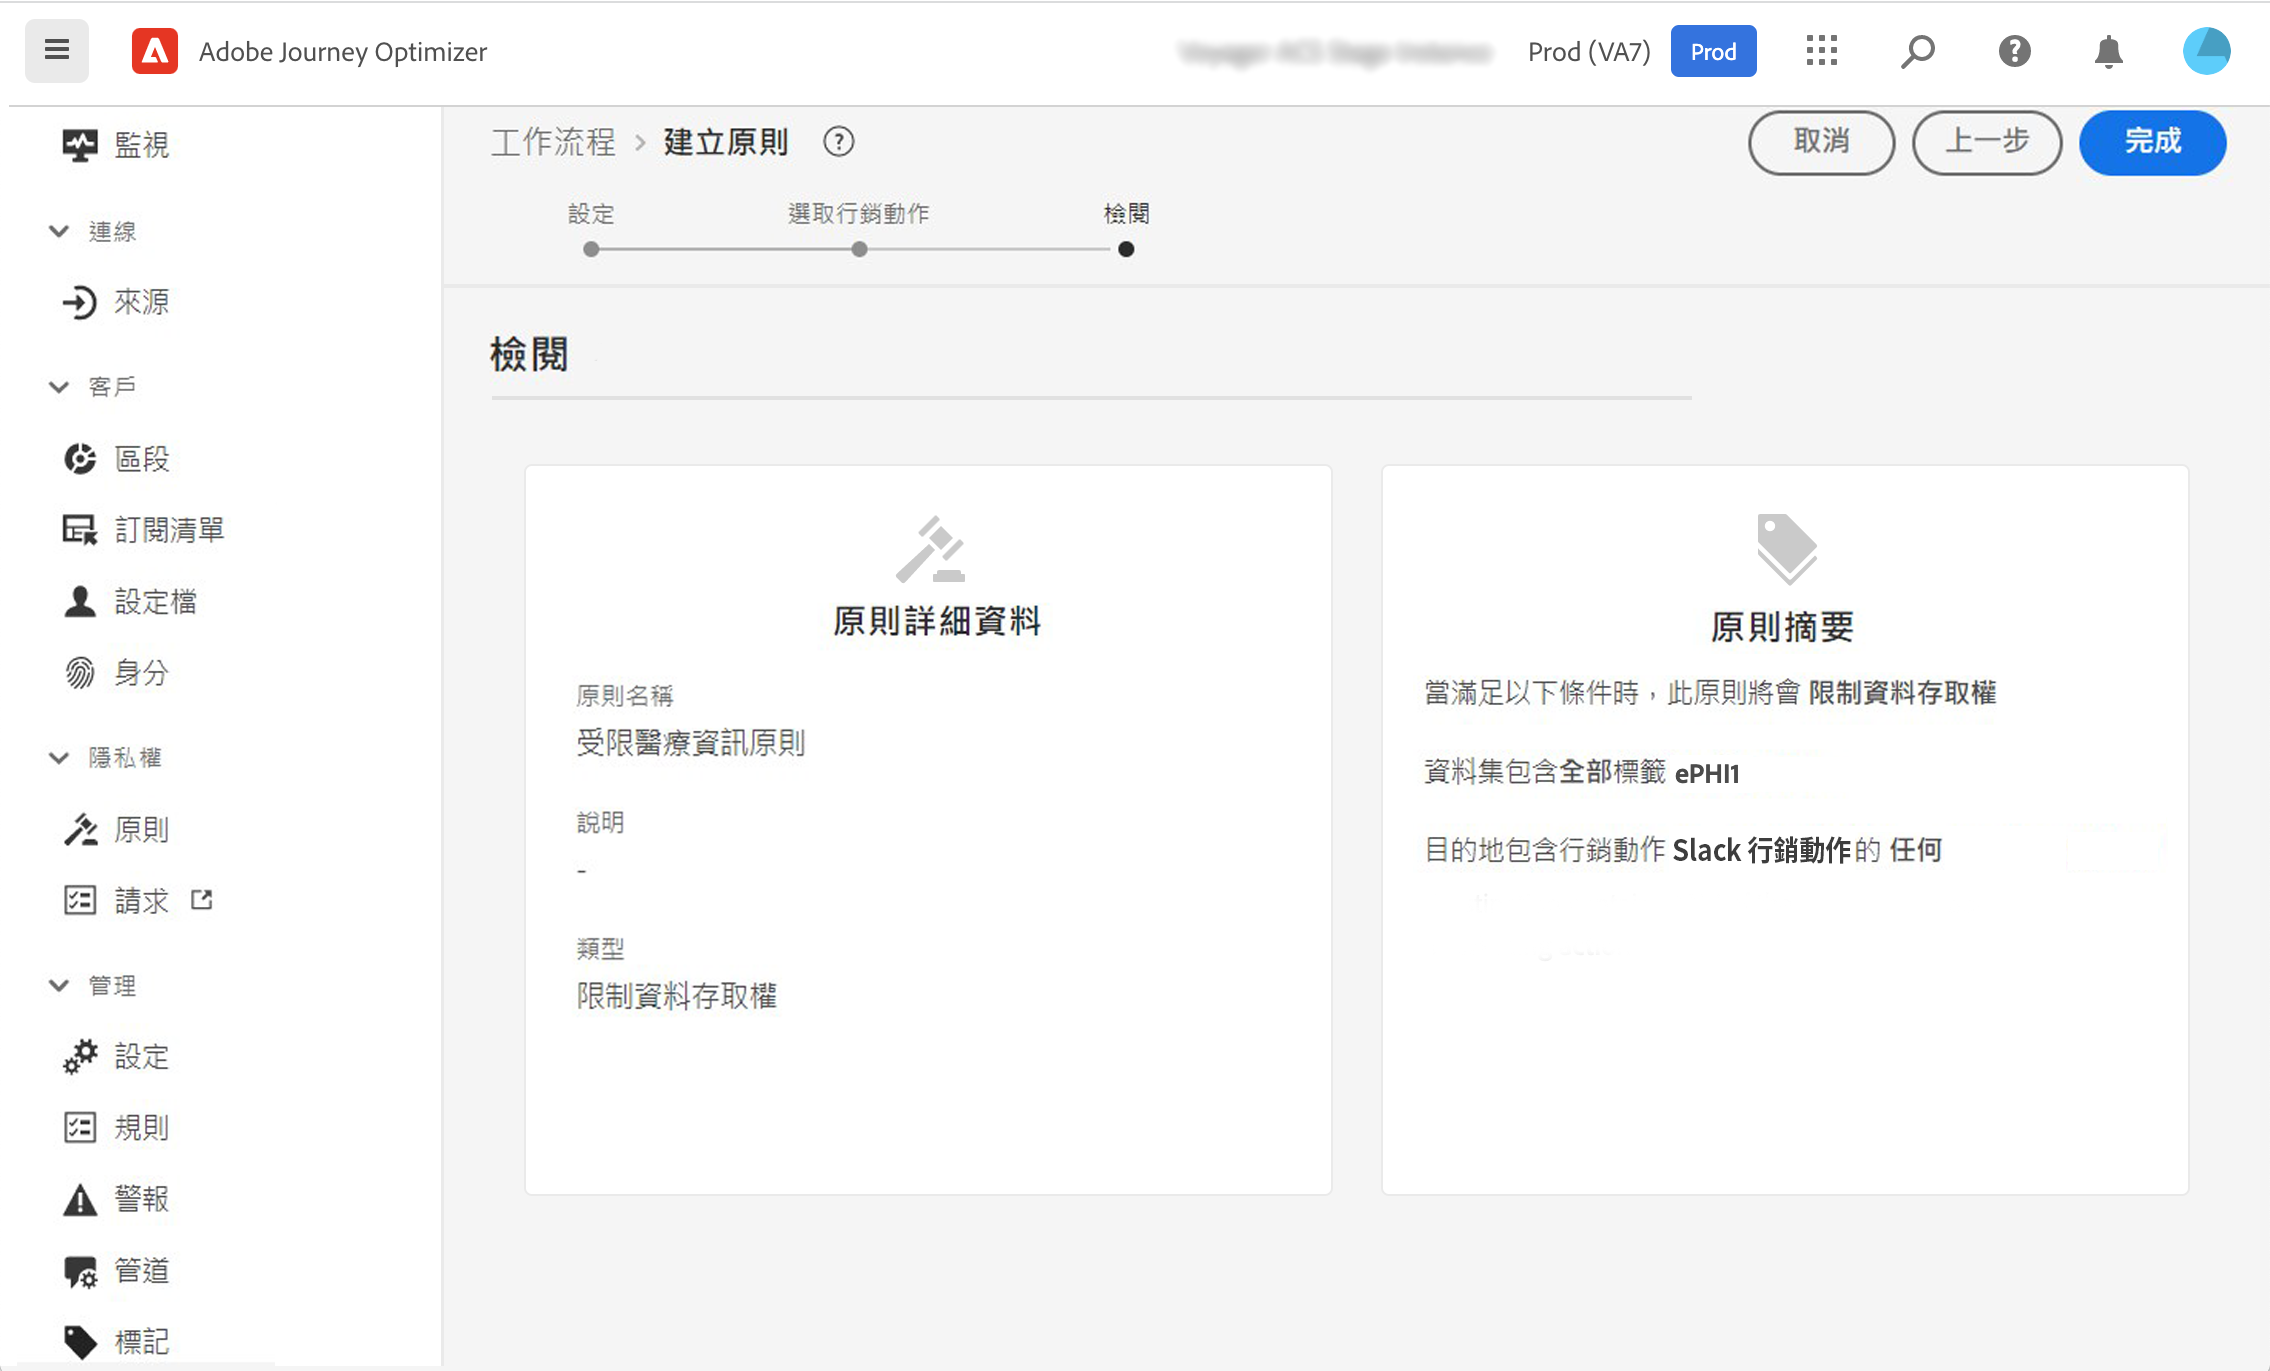 Adobe Journey Optimizer
Prod (VA7)
Prod
監視
連線
來源
客戶
區段
訂閱清單
設定檔
身分
隱私權
原則
請求
管理
設定
規則
警報
管道
標記
工作流程 > 建立原則
取消
上一步
完成
設定
選取行銷動作
檢閱
檢閱
原則詳細資料
原則名稱
受限醫療資訊原則
說明
-
類型
限制資料存取權
原則摘要
當滿足以下條件時，此原則將會 限制資料存取權
資料集包含全部標籤 ePHI1
目的地包含行銷動作 Slack 行銷動作的 任何